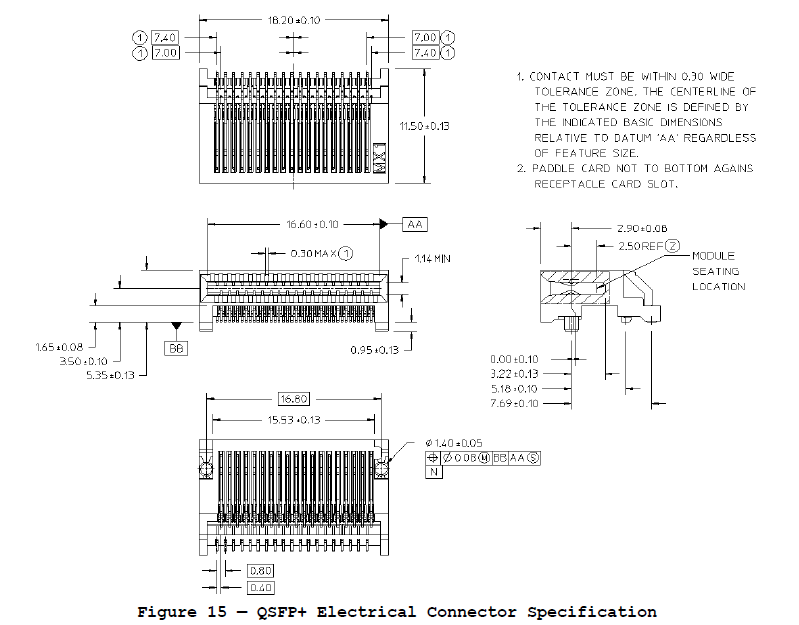 18.20±0.10
1 7.40
7.00 1
1 7.00
7.40 1
11.50±0.13
1. CONTACT MUST BE WITHIN 0.30 WIDE
TOLERANCE ZONE. THE CENTERLINE OF
THE TOLERANCE ZONE IS DEFINED BY
THE INDICATED BASIC DIMENSIONS
RELATIVE TO DATUM 'AA' REGARDLESS
OF FEATURE SIZE.
2. PADDLE CARD NOT TO BOTTOM AGAINS
RECEPTACLE CARD SLOT.
16.60±0.10
AA
0.30 MAX 1
1.14 MIN
1.65±0.08
3.50±0.10
5.35±0.13
BB
0.95±0.13
2.90±0.08
2.50 REF 2
MODULE
SEATING
LOCATION
0.00±0.10
3.22±0.13
5.18±0.10
7.69±0.10
16.80
15.53±0.13
Ø1.40±0.05
⌖ Ø0.08Ⓜ BB AAⓈ
N
0.80
0.40
Figure 15 — QSFP+ Electrical Connector Specification